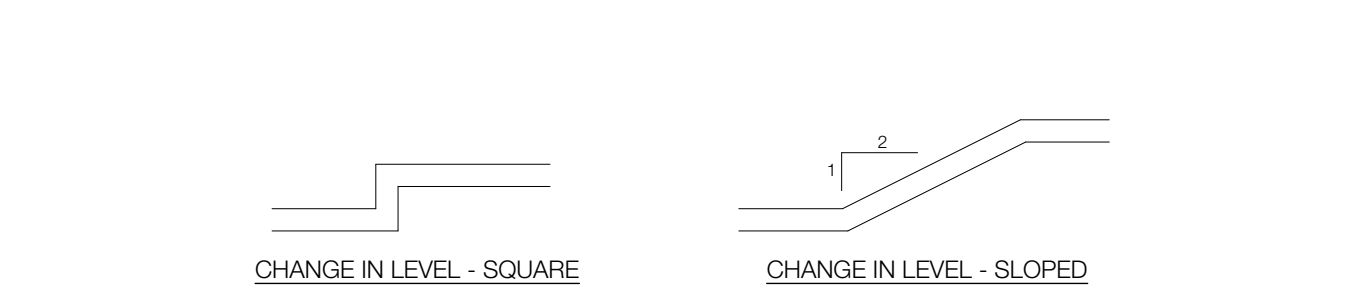 2
1
CHANGE IN LEVEL - SQUARE
CHANGE IN LEVEL - SLOPED